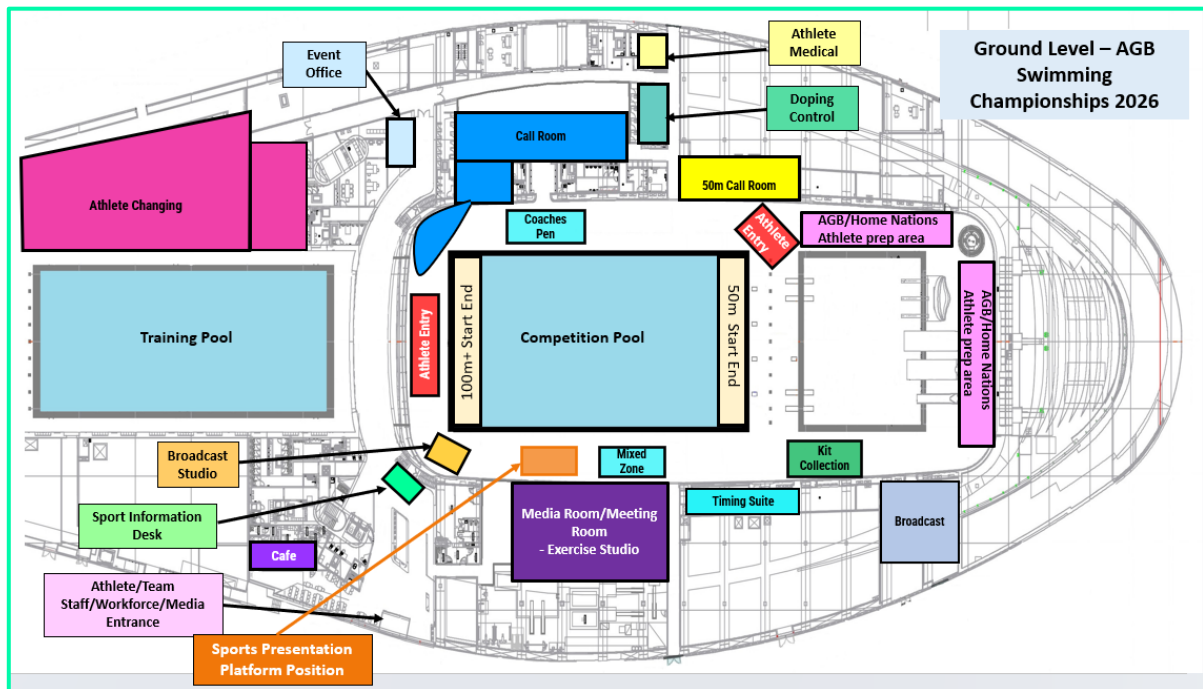 Ground Level – AGB
Swimming
Championships 2026
Event
Office
Athlete
Medical
Doping
Control
Call Room
50m Call Room
Athlete Changing
Coaches
Pen
Athlete
Entry
AGB/Home Nations
Athlete prep area
Training Pool
Athlete Entry
100m+ Start End
Competition Pool
50m Start End
AGB/Home Nations
Athlete prep area
Broadcast
Studio
Mixed
Zone
Kit
Collection
Sport Information
Desk
Media Room/Meeting
Room
- Exercise Studio
Timing Suite
Broadcast
Cafe
Athlete/Team
Staff/Workforce/Media
Entrance
Sports Presentation
Platform Position